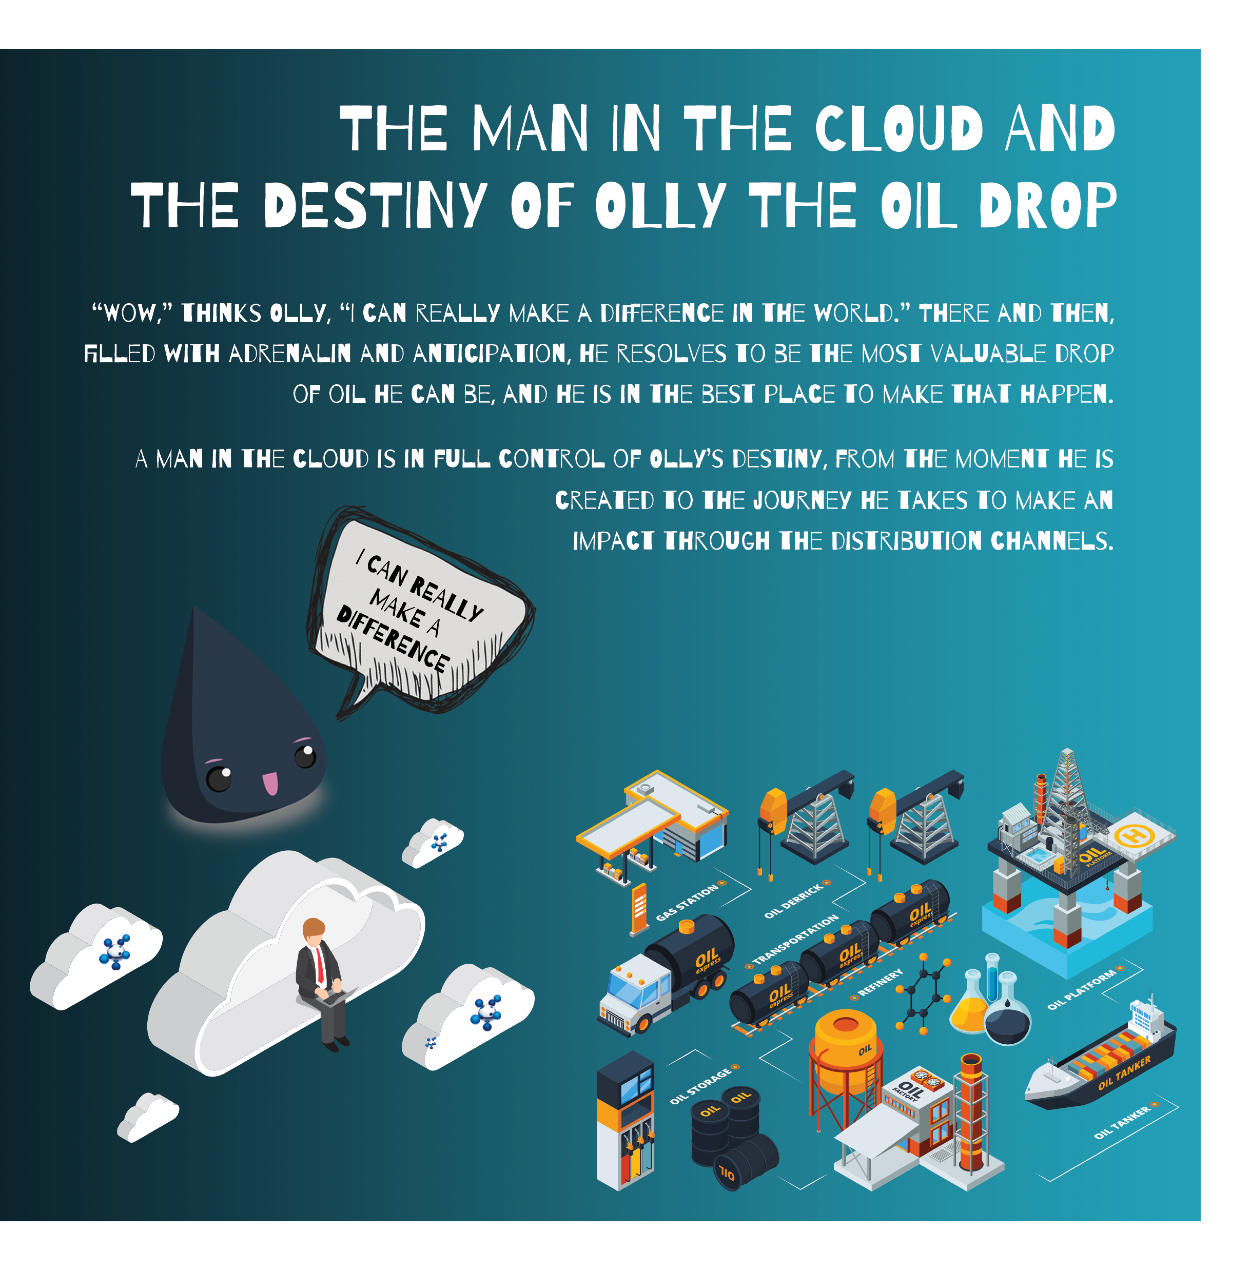 THE MAN IN THE CLOUD AND
THE DESTINY OF OLLY THE OIL DROP
“WOW,” THINKS OLLY, “I CAN REALLY MAKE A DIFFERENCE IN THE WORLD.” THERE AND THEN,
FILLED WITH ADRENALIN AND ANTICIPATION, HE RESOLVES TO BE THE MOST VALUABLE DROP
OF OIL HE CAN BE, AND HE IS IN THE BEST PLACE TO MAKE THAT HAPPEN.
A MAN IN THE CLOUD IS IN FULL CONTROL OF OLLY’S DESTINY, FROM THE MOMENT HE IS
CREATED TO THE JOURNEY HE TAKES TO MAKE AN
IMPACT THROUGH THE DISTRIBUTION CHANNELS.
I CAN REALLY
MAKE A
DIFFERENCE
GAS STATION
OIL DERRICK
OIL
PLATFORM
TRANSPORTATION
OIL
express
OIL
express
OIL
express
OIL
express
REFINERY
OIL PLATFORM
OIL
OIL STORAGE
OIL
FACTORY
OIL TANKER
OIL
OIL
OIL
OIL TANKER